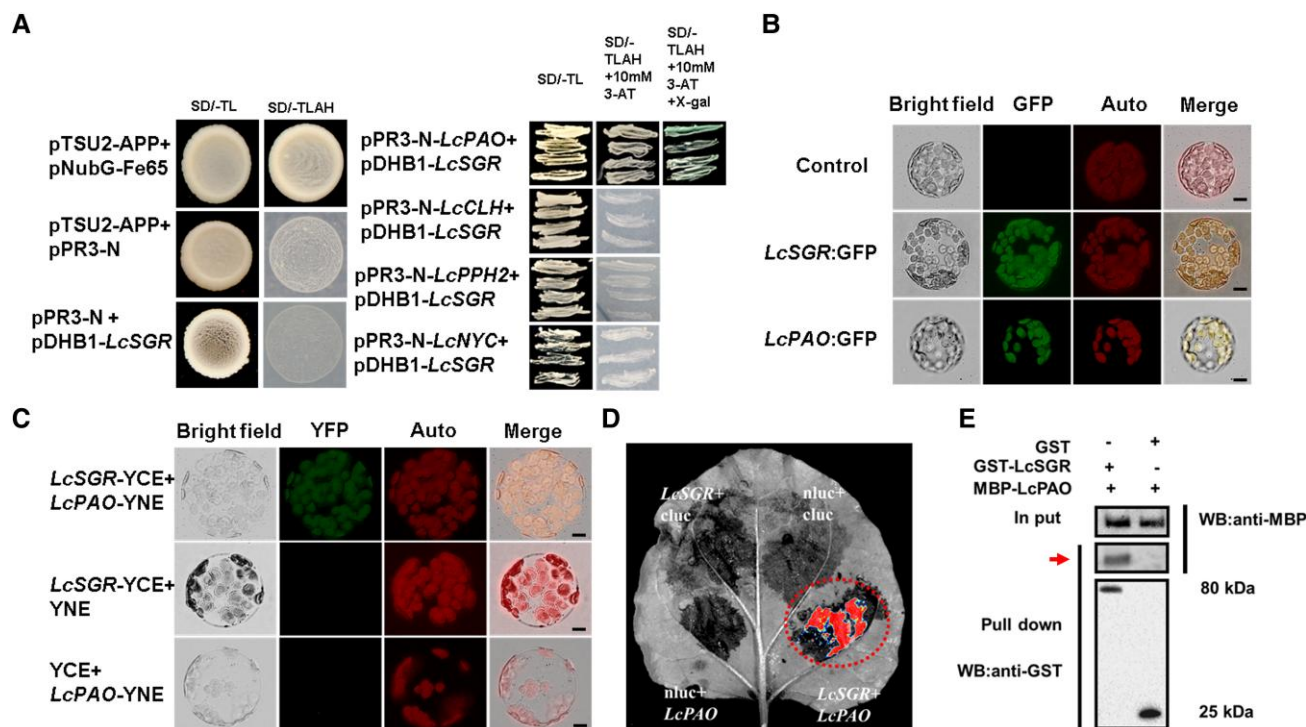 A
SD/-TL
SD/-TLAH
SD/-TL
SD/-
TLAH
+10mM
3-AT
SD/-
TLAH
+10mM
3-AT
+X-gal
pTSU2-APP+
pNubG-Fe65
pTSU2-APP+
pPR3-N
pPR3-N +
pDHB1-LcSGR
pPR3-N-LcPAO+
pDHB1-LcSGR
pPR3-N-LcCLH+
pDHB1-LcSGR
pPR3-N-LcPPH2+
pDHB1-LcSGR
pPR3-N-LcNYC+
pDHB1-LcSGR
B
Bright field GFP Auto Merge
Control
LcSGR:GFP
LcPAO:GFP
C
Bright field YFP Auto Merge
LcSGR-YCE+
LcPAO-YNE
LcSGR-YCE+
YNE
YCE+
LcPAO-YNE
D
LcSGR+
cluc
nluc+
cluc
nluc+
LcPAO
LcSGR+
LcPAO
E
GST - +
GST-LcSGR + -
MBP-LcPAO + +
In put
WB:anti-MBP
80 kDa
Pull down
WB:anti-GST
25 kDa